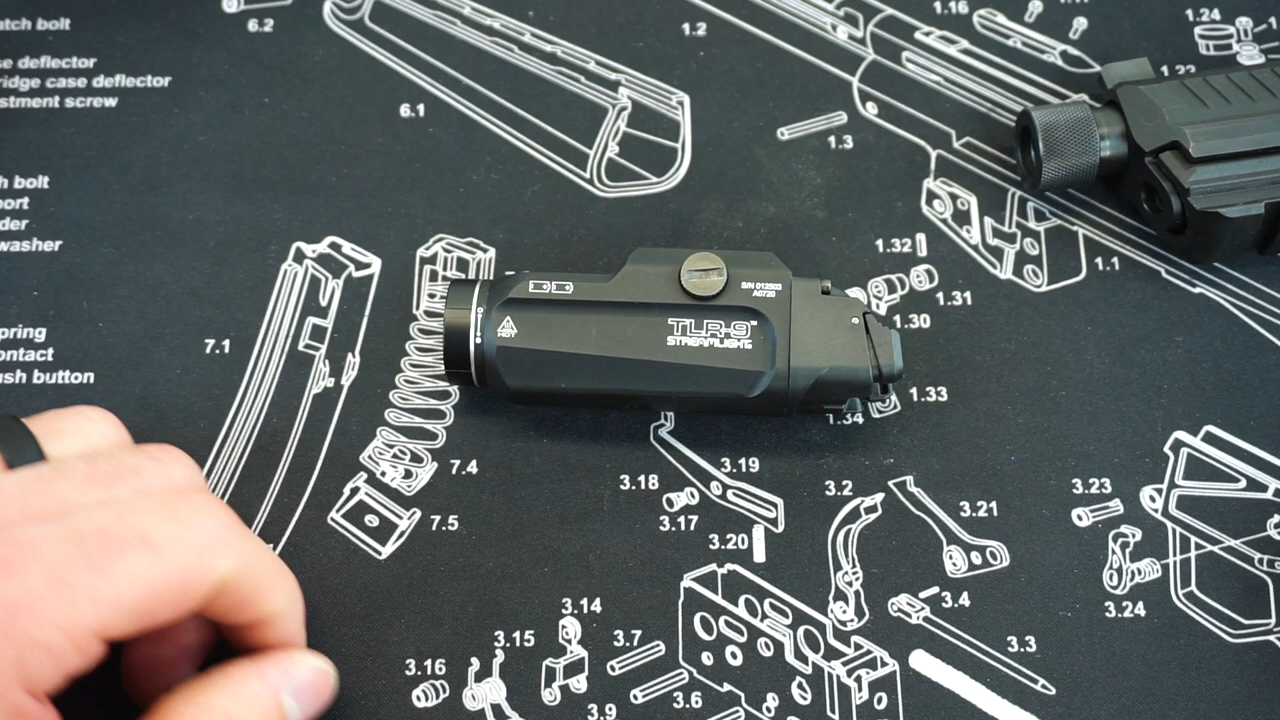 atch bolt
se deflector
ridge case deflector
stment screw
h bolt
port
der
washer
pring
ontact
ush button
6.2
6.1
1.2
1.3
1.16
1.24
1.1
1.32
1.31
1.30
1.33
1.34
7.1
7.4
7.5
S/N 012503
A0720
HOT
TLR-9™
STREAMLIGHT®
3.19
3.18
3.17
3.20
3.2
3.21
3.23
3.24
3.4
3.3
3.14
3.15
3.7
3.16
3.6
3.9